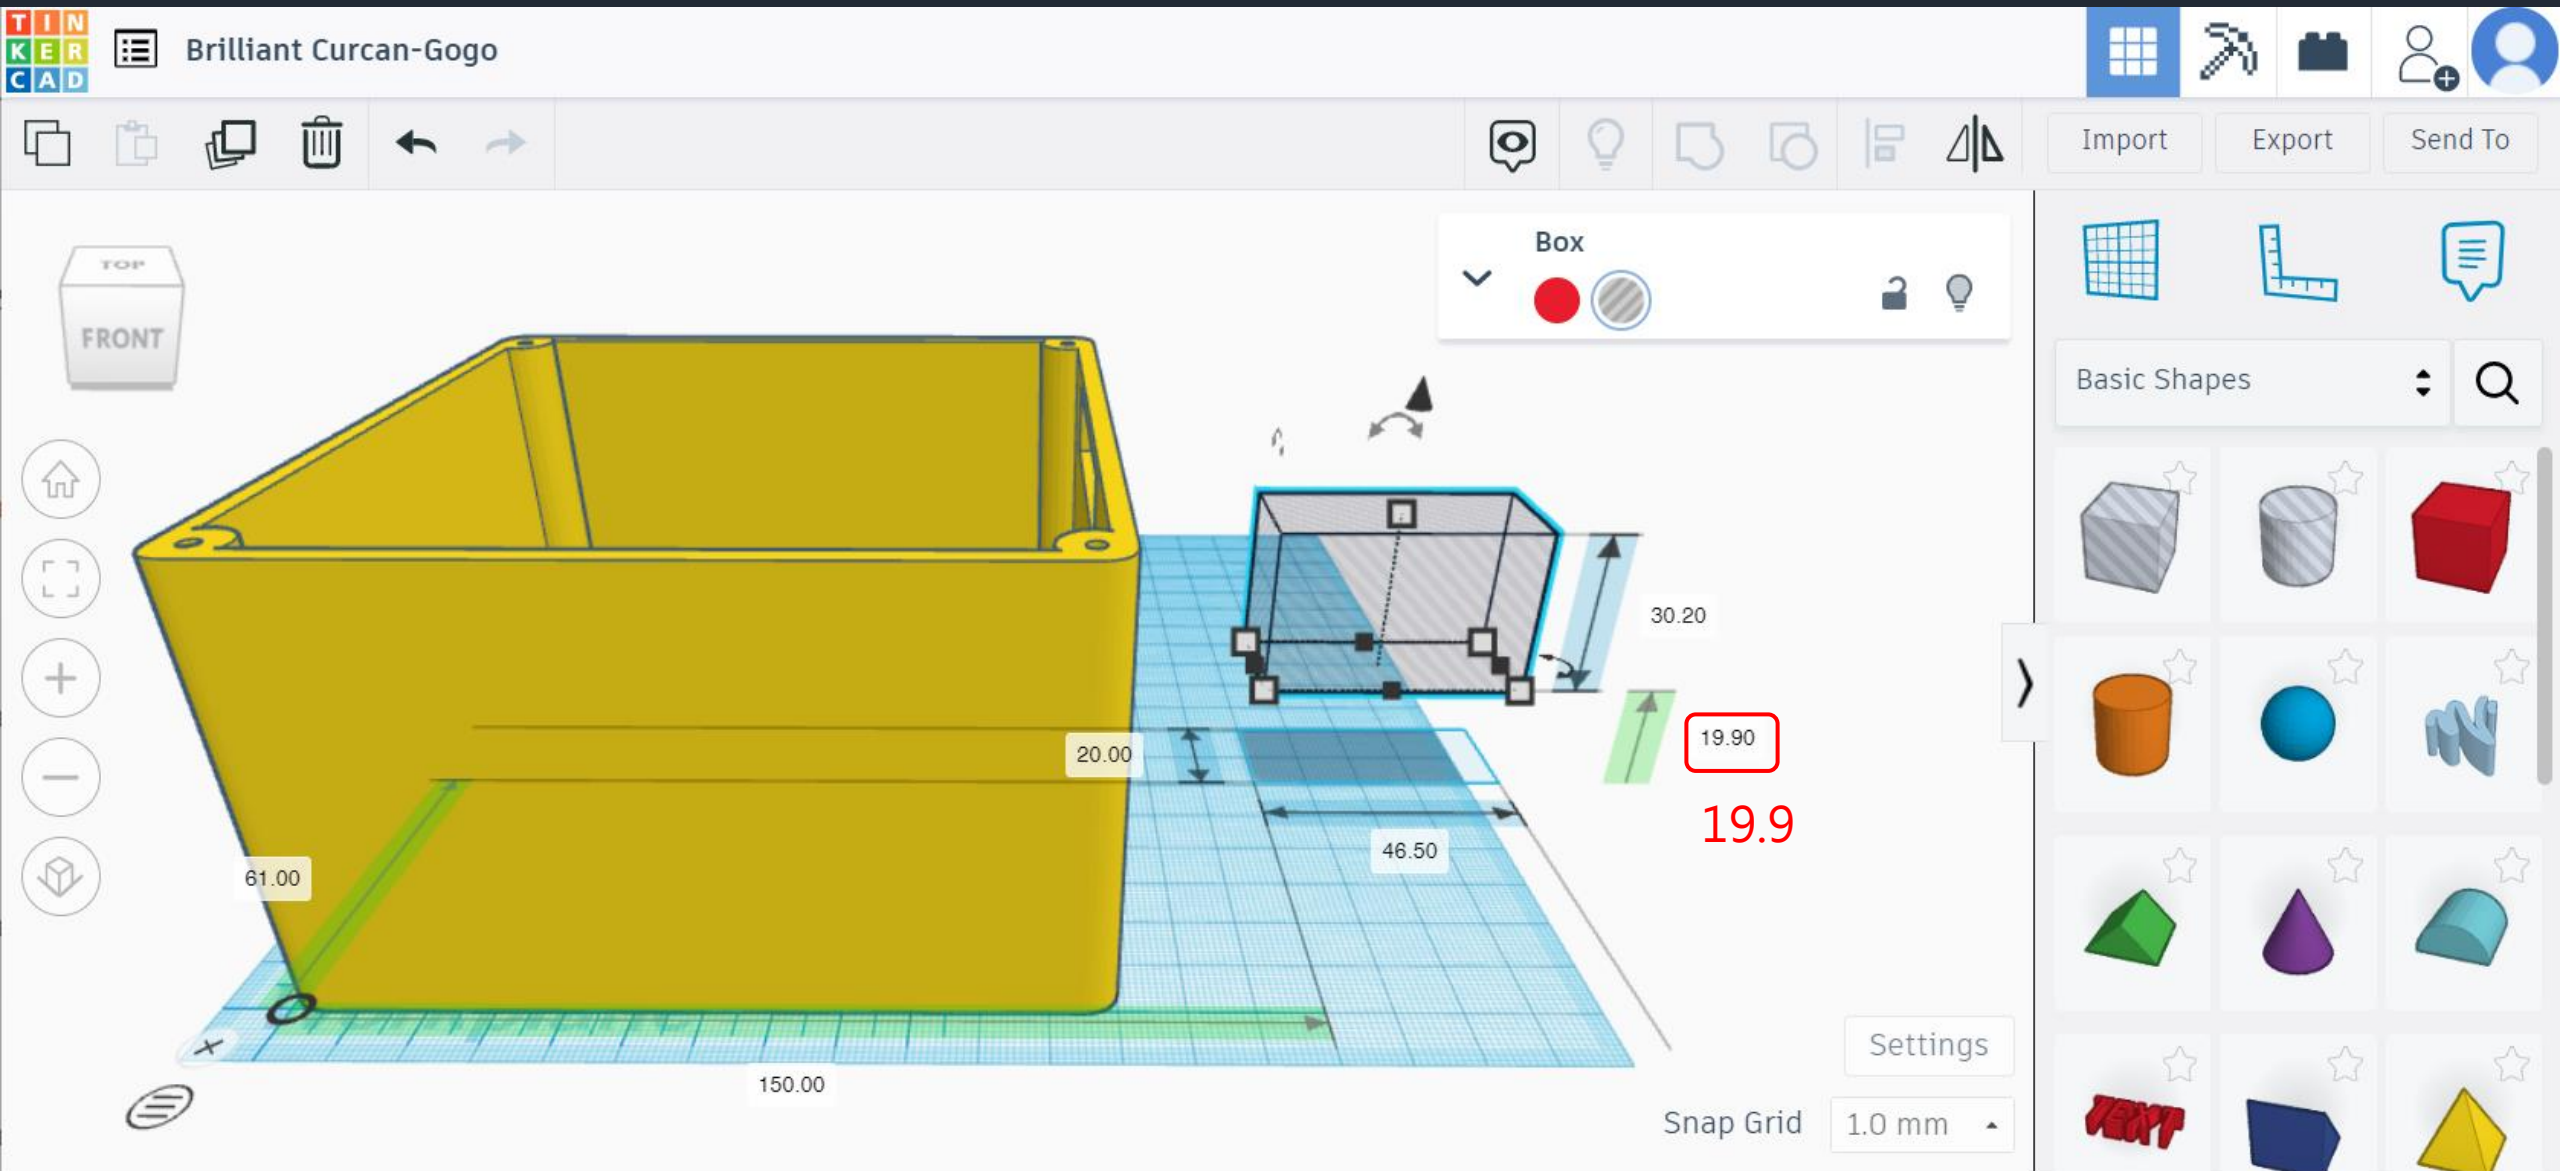 TIN
KER
CAD
Brilliant Curcan-Gogo
Import
Export
Send To
TOP
FRONT
Box
Basic Shapes
30.20
19.90
20.00
19.9
46.50
61.00
150.00
Settings
Snap Grid
1.0 mm
TEXT